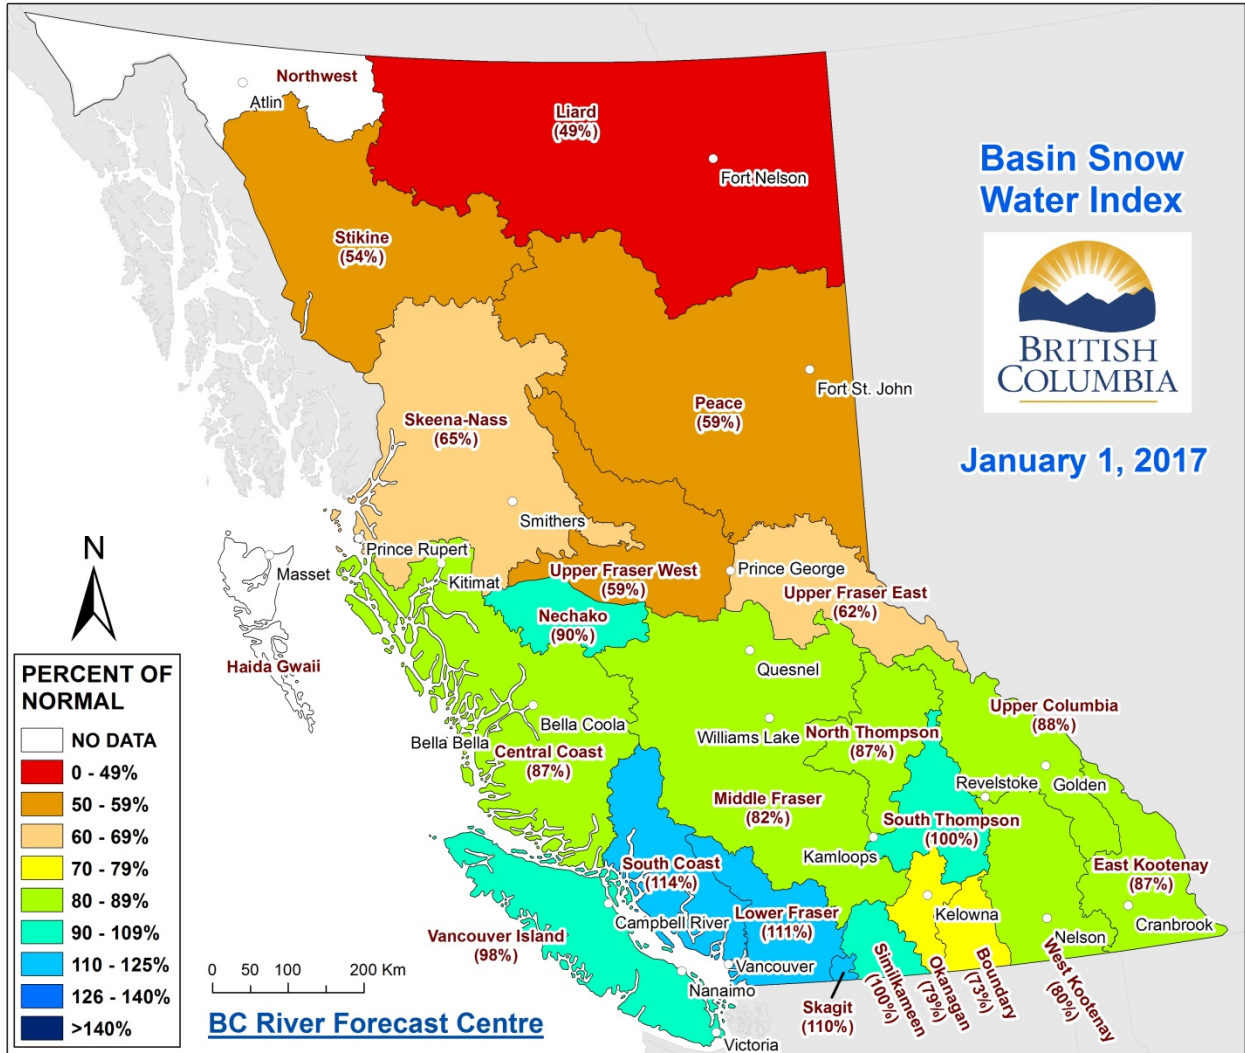 Northwest
Atlin
Liard
(49%)
Fort Nelson
Basin Snow
Water Index
BRITISH
COLUMBIA
January 1, 2017
Stikine
(54%)
Fort St. John
Peace
(59%)
Skeena-Nass
(65%)
Smithers
N
Prince Rupert
Masset
Kitimat
Upper Fraser West
(59%)
Prince George
Upper Fraser East
(62%)
Nechako
(90%)
Haida Gwaii
Quesnel
Bella Coola
Bella Bella
Central Coast
(87%)
Williams Lake
North Thompson
(87%)
Upper Columbia
(88%)
Revelstoke
Golden
Middle Fraser
(82%)
South Thompson
(100%)
Kamloops
South Coast
(114%)
East Kootenay
(87%)
Campbell River
Lower Fraser
(111%)
Kelowna
Cranbrook
Nelson
Vancouver Island
(98%)
Vancouver
Nanaimo
Victoria
Skagit
(110%)
Similkameen
(100%)
Okanagan
(79%)
Boundary
(73%)
West Kootenay
(80%)
PERCENT OF
NORMAL
NO DATA
0 - 49%
50 - 59%
60 - 69%
70 - 79%
80 - 89%
90 - 109%
110 - 125%
126 - 140%
>140%
0 50 100 200 Km
BC River Forecast Centre